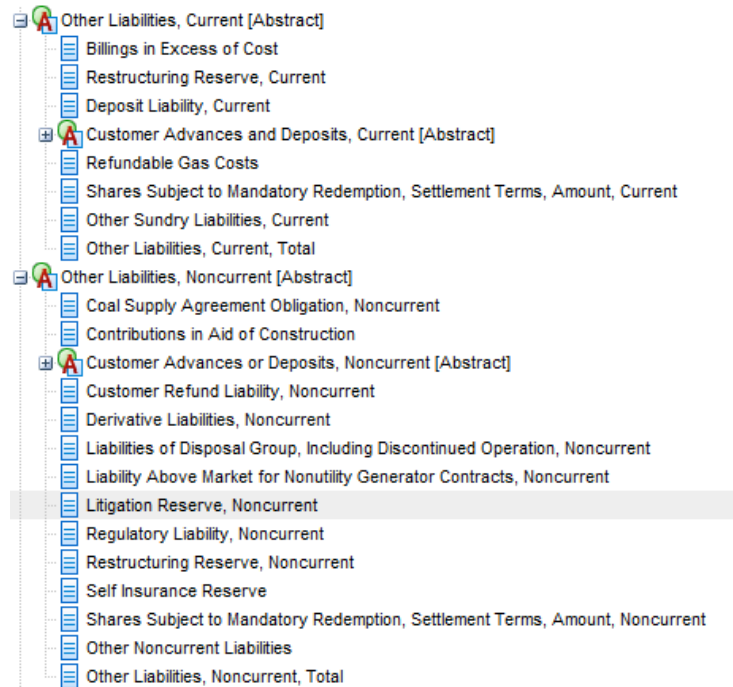 Other Liabilities, Current [Abstract]
Billings in Excess of Cost
Restructuring Reserve, Current
Deposit Liability, Current
Customer Advances and Deposits, Current [Abstract]
Refundable Gas Costs
Shares Subject to Mandatory Redemption, Settlement Terms, Amount, Current
Other Sundry Liabilities, Current
Other Liabilities, Current, Total
Other Liabilities, Noncurrent [Abstract]
Coal Supply Agreement Obligation, Noncurrent
Contributions in Aid of Construction
Customer Advances or Deposits, Noncurrent [Abstract]
Customer Refund Liability, Noncurrent
Derivative Liabilities, Noncurrent
Liabilities of Disposal Group, Including Discontinued Operation, Noncurrent
Liability Above Market for Nonutility Generator Contracts, Noncurrent
Litigation Reserve, Noncurrent
Regulatory Liability, Noncurrent
Restructuring Reserve, Noncurrent
Self Insurance Reserve
Shares Subject to Mandatory Redemption, Settlement Terms, Amount, Noncurrent
Other Noncurrent Liabilities
Other Liabilities, Noncurrent, Total